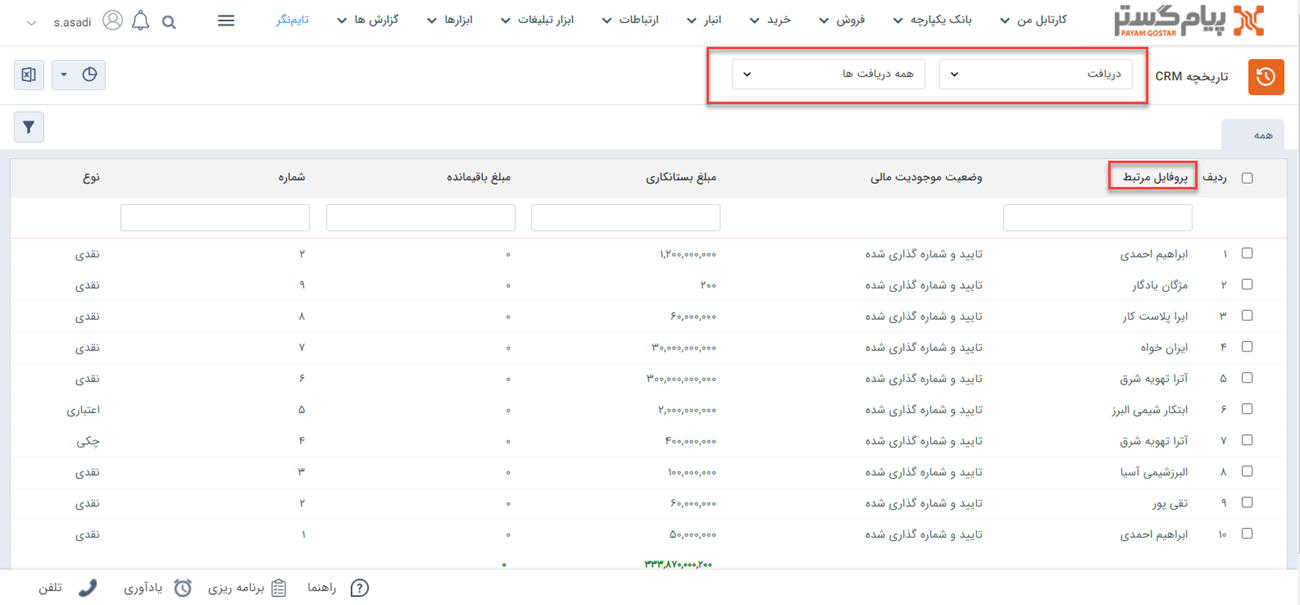 پیام گستر PAYAM GOSTAR کارتابل من بانک یکپارچه فروش خرید انبار ارتباطات ابزار تبلیغات ابزارها گزارش ها تایم‌نگر s.asadi
تاریخچه CRM دریافت همه دریافت ها
همه
ردیف پروفایل مرتبط وضعیت موجودیت مالی مبلغ بستانکاری مبلغ باقیمانده شماره نوع
۱ ابراهیم احمدی تایید و شماره گذاری شده ۱,۲۰۰,۰۰۰,۰۰۰ ۰ ۲ نقدی
۲ مژگان یادگار تایید و شماره گذاری شده ۲۰۰ ۰ ۹ نقدی
۳ ایرا پلاست کار تایید و شماره گذاری شده ۶۰,۰۰۰,۰۰۰ ۰ ۸ نقدی
۴ ایران خواه تایید و شماره گذاری شده ۳۰,۰۰۰,۰۰۰,۰۰۰ ۰ ۷ نقدی
۵ آترا تهویه شرق تایید و شماره گذاری شده ۳۰۰,۰۰۰,۰۰۰,۰۰۰ ۰ ۶ نقدی
۶ ابتکار شیمی البرز تایید و شماره گذاری شده ۲,۰۰۰,۰۰۰,۰۰۰ ۰ ۵ اعتباری
۷ آترا تهویه شرق تایید و شماره گذاری شده ۴۰۰,۰۰۰,۰۰۰ ۰ ۴ چکی
۸ البرزشیمی آسیا تایید و شماره گذاری شده ۱۰۰,۰۰۰,۰۰۰ ۰ ۳ نقدی
۹ تقی پور تایید و شماره گذاری شده ۶۰,۰۰۰,۰۰۰ ۰ ۲ نقدی
۱۰ ابراهیم احمدی تایید و شماره گذاری شده ۵۰,۰۰۰,۰۰۰ ۰ ۱ نقدی
۳۳۳,۸۷۰,۰۰۰,۲۰۰ ۰
راهنما برنامه ریزی یادآوری تلفن